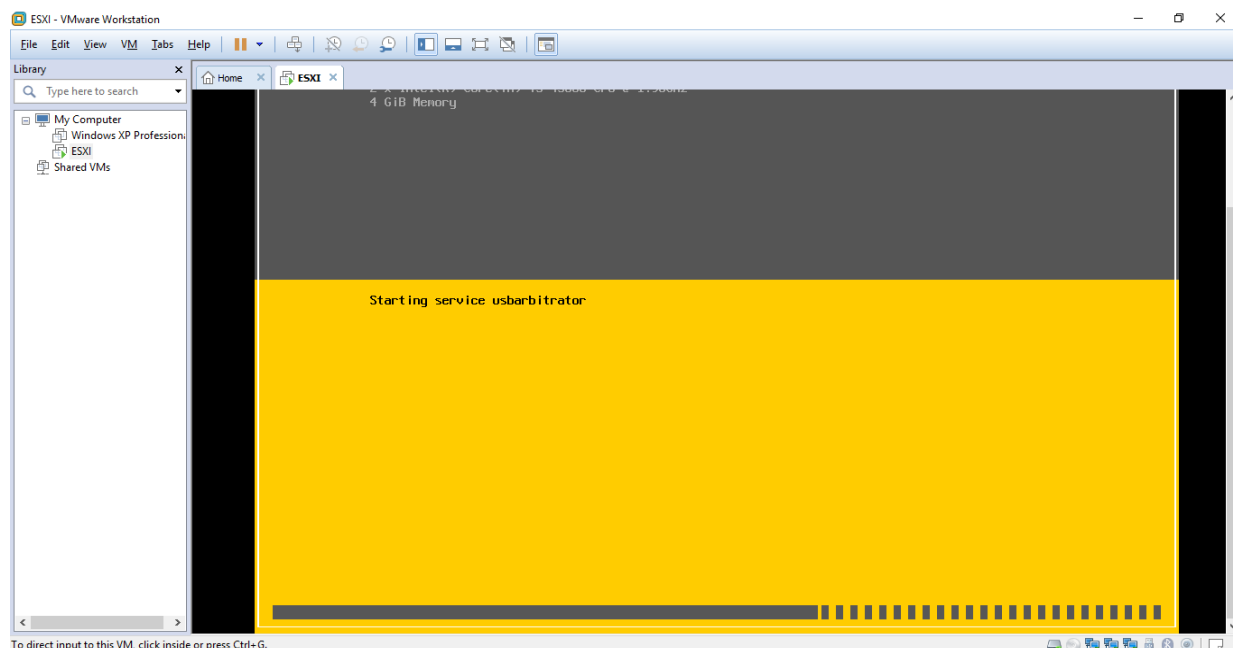 ESXI - VMware Workstation
File Edit View VM Tabs Help
Library
Type here to search
My Computer
Windows XP Profession
ESXI
Shared VMs
Home
ESXI
4 GiB Memory
Starting service usbarbitrator
To direct input to this VM, click inside or press Ctrl+G.